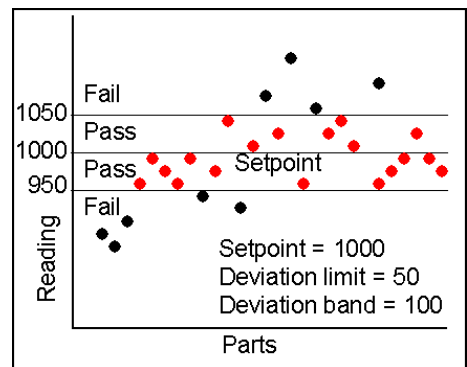 Fail
1050
Pass
1000
Pass
Setpoint
950
Fail
Reading
Setpoint = 1000
Deviation limit = 50
Deviation band = 100
Parts